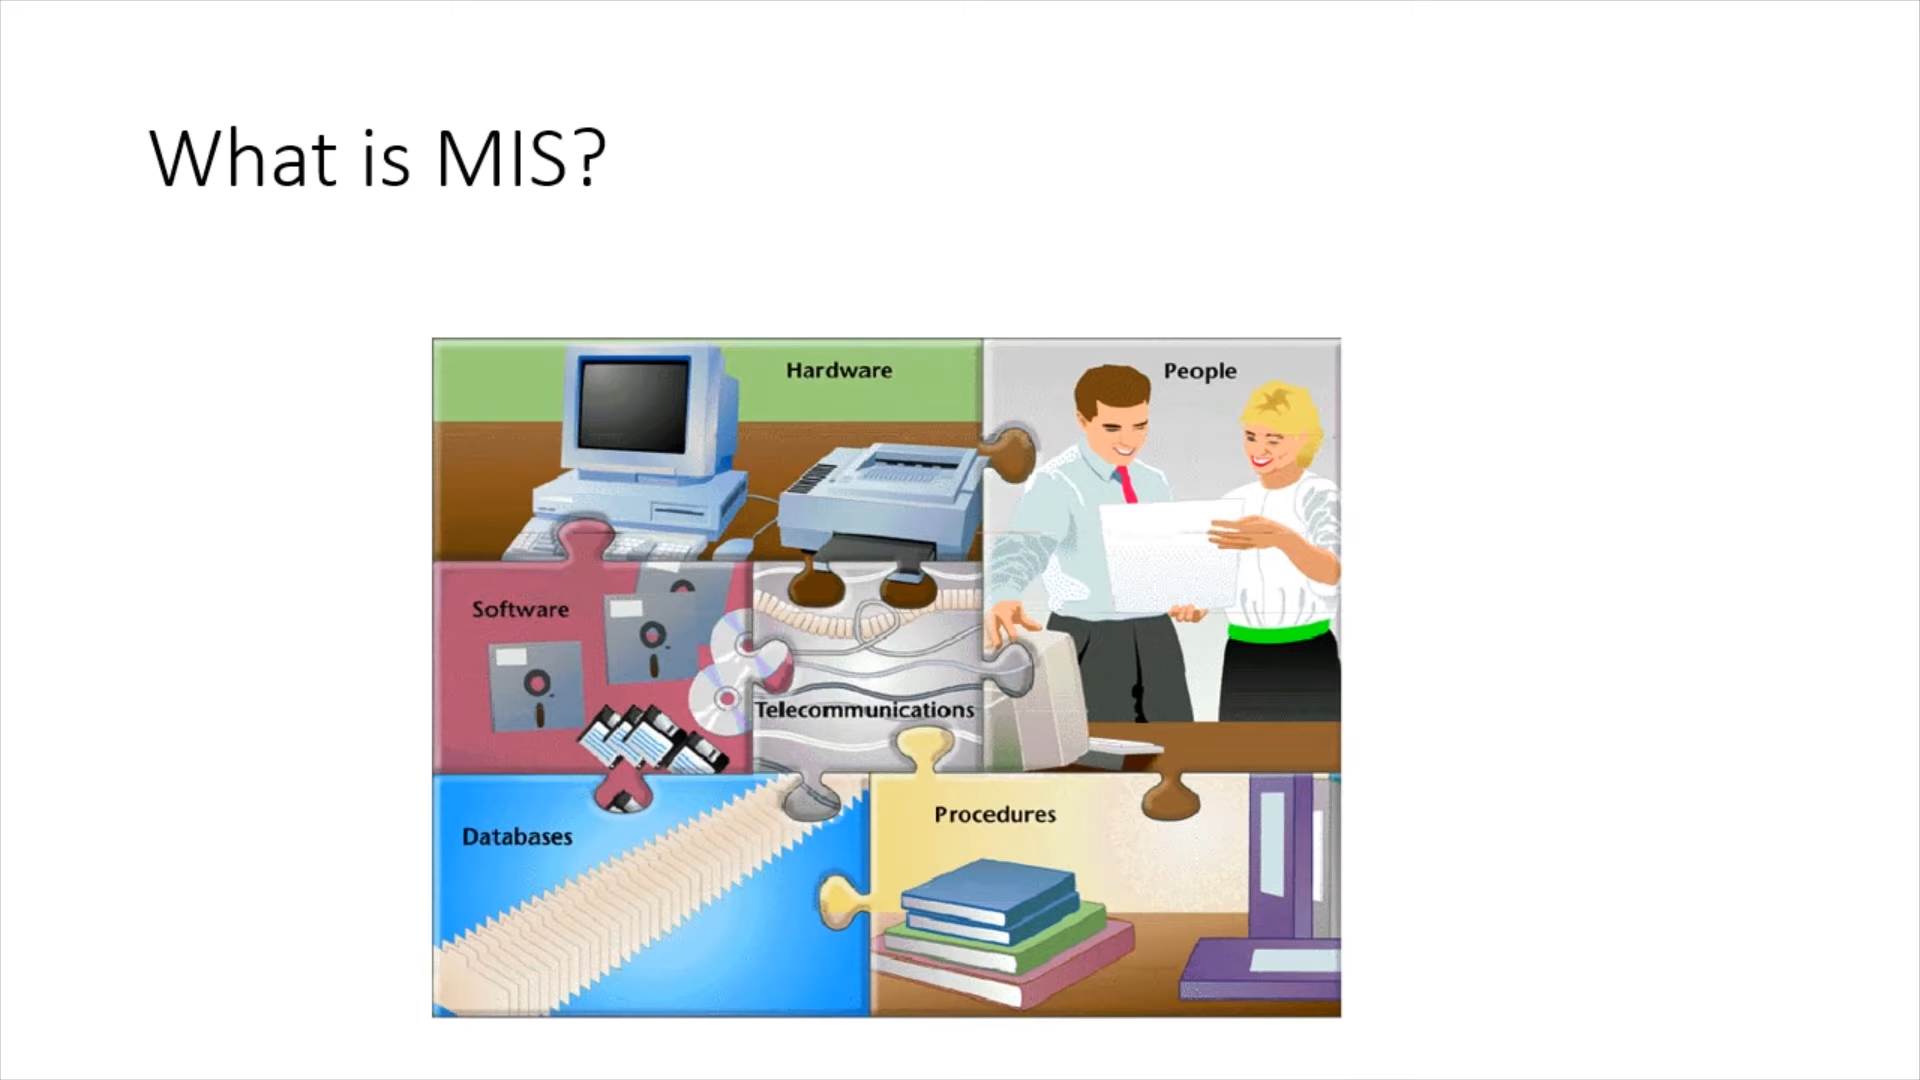 What is MIS?
Hardware
People
Software
Telecommunications
Databases
Procedures